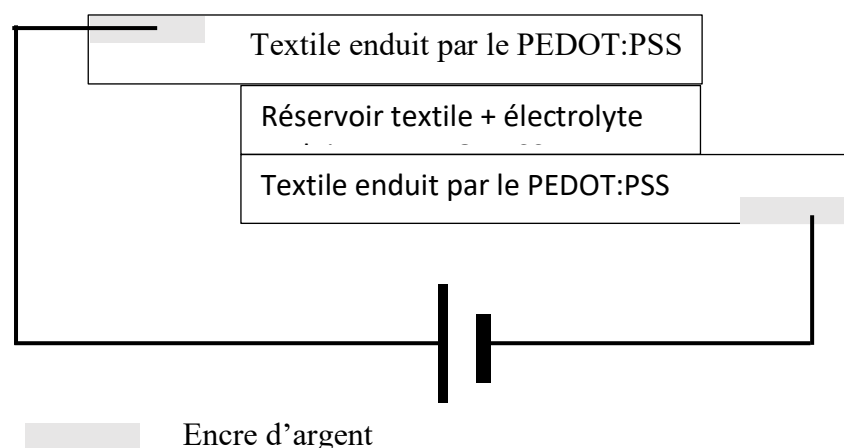 Textile enduit par le PEDOT:PSS
Réservoir textile + électrolyte
Textile enduit par le PEDOT:PSS
Encre d’argent